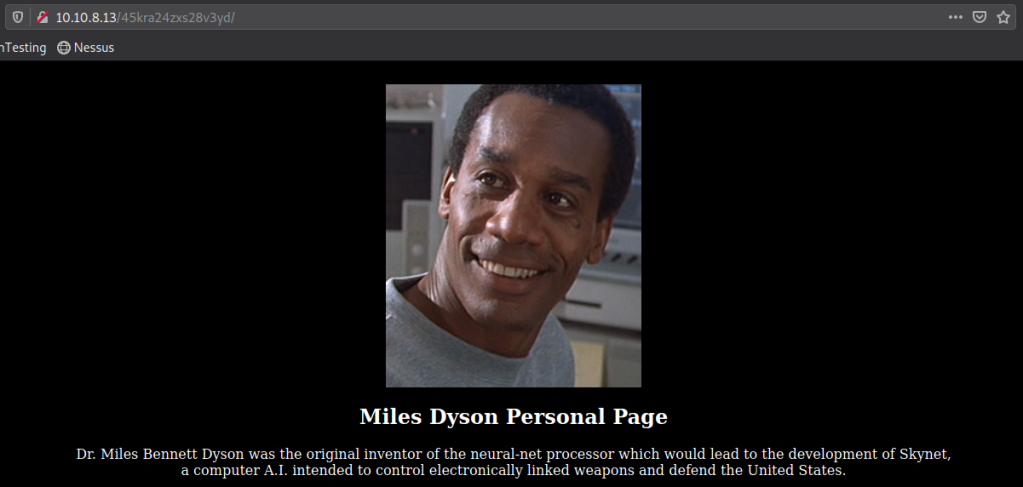 10.10.8.13/45kra24zxs28v3yd/
nTesting Nessus
Miles Dyson Personal Page
Dr. Miles Bennett Dyson was the original inventor of the neural-net processor which would lead to the development of Skynet,
a computer A.I. intended to control electronically linked weapons and defend the United States.